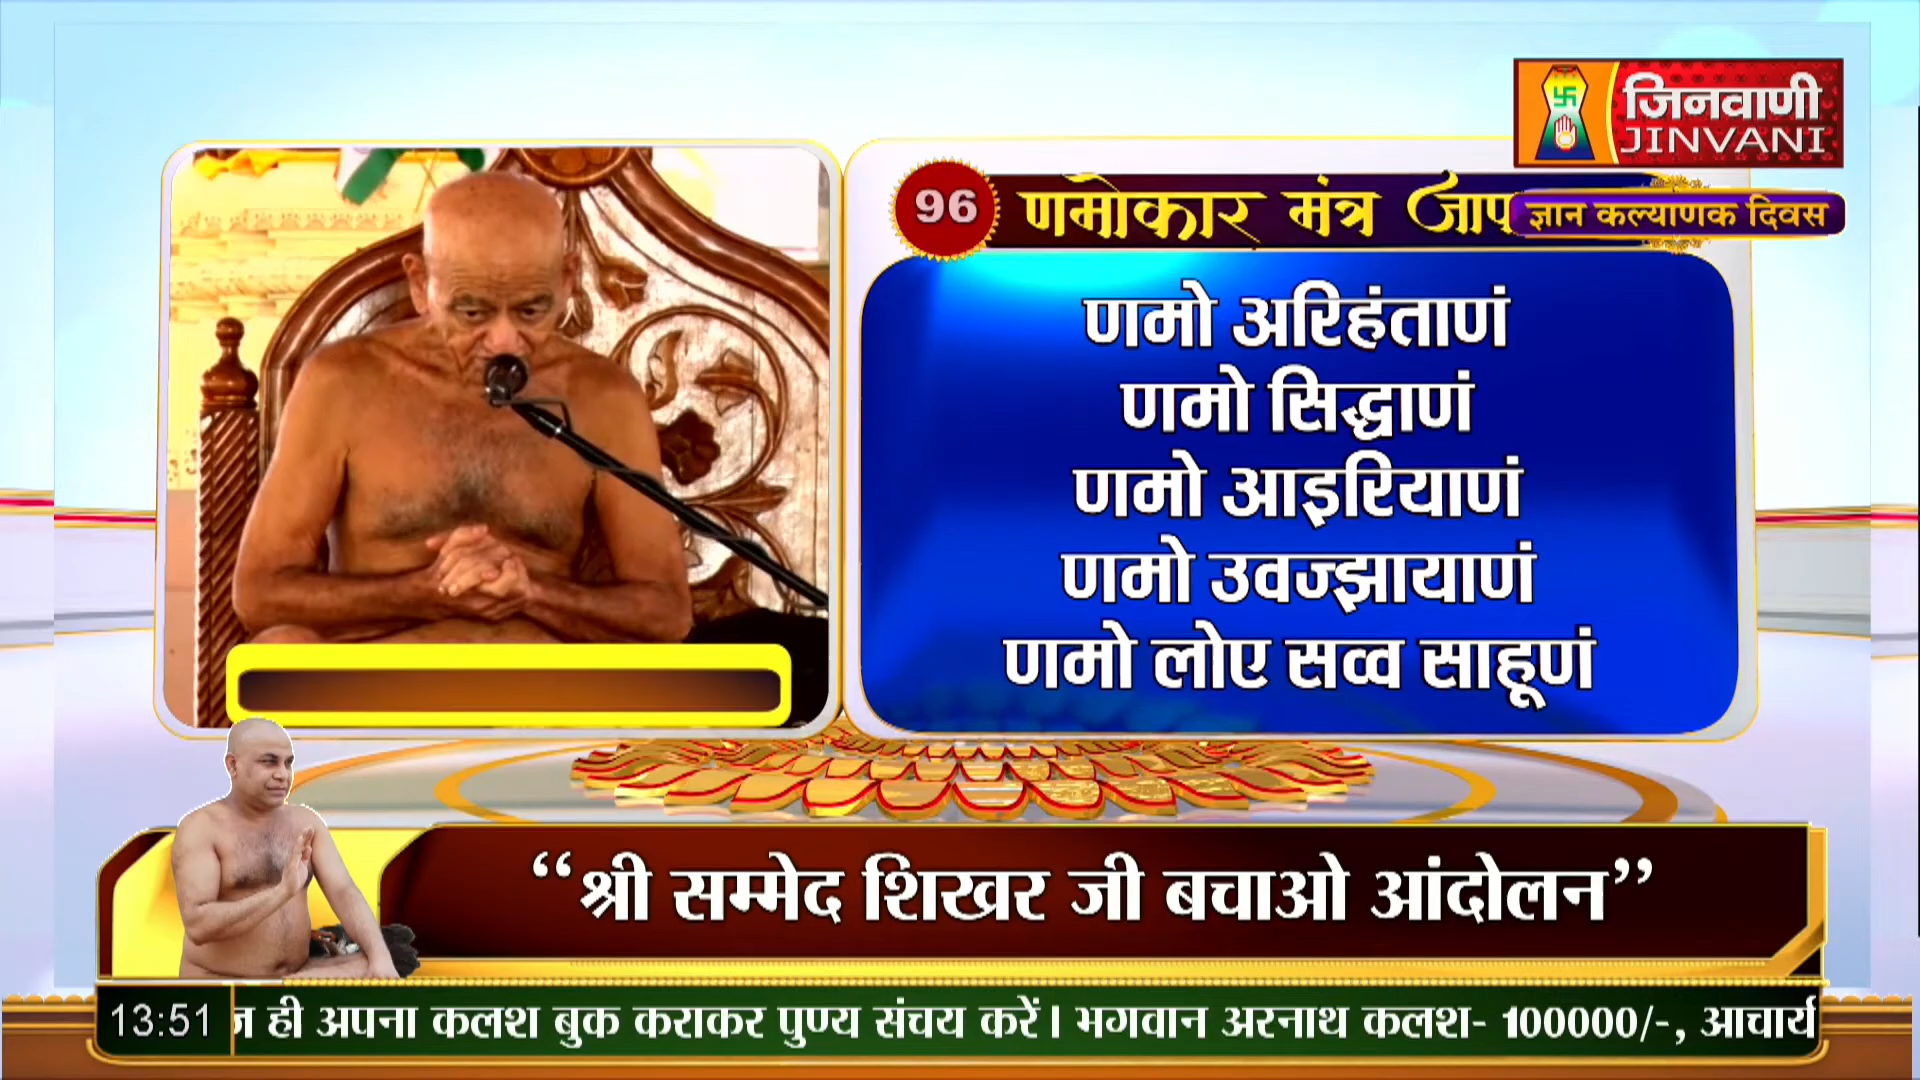 जिनवाणी
JINVANI
96 णमोकार मंत्र जाप
ज्ञान कल्याणक दिवस
णमो अरिहंताणं
णमो सिद्धाणं
णमो आइरियाणं
णमो उवज्झायाणं
णमो लोए सव्व साहूणं
“श्री सम्मेद शिखर जी बचाओ आंदोलन”
13:51 ही अपना कलश बुक कराकर पुण्य संचय करें। भगवान अरनाथ कलश- 100000/-, आचार्य